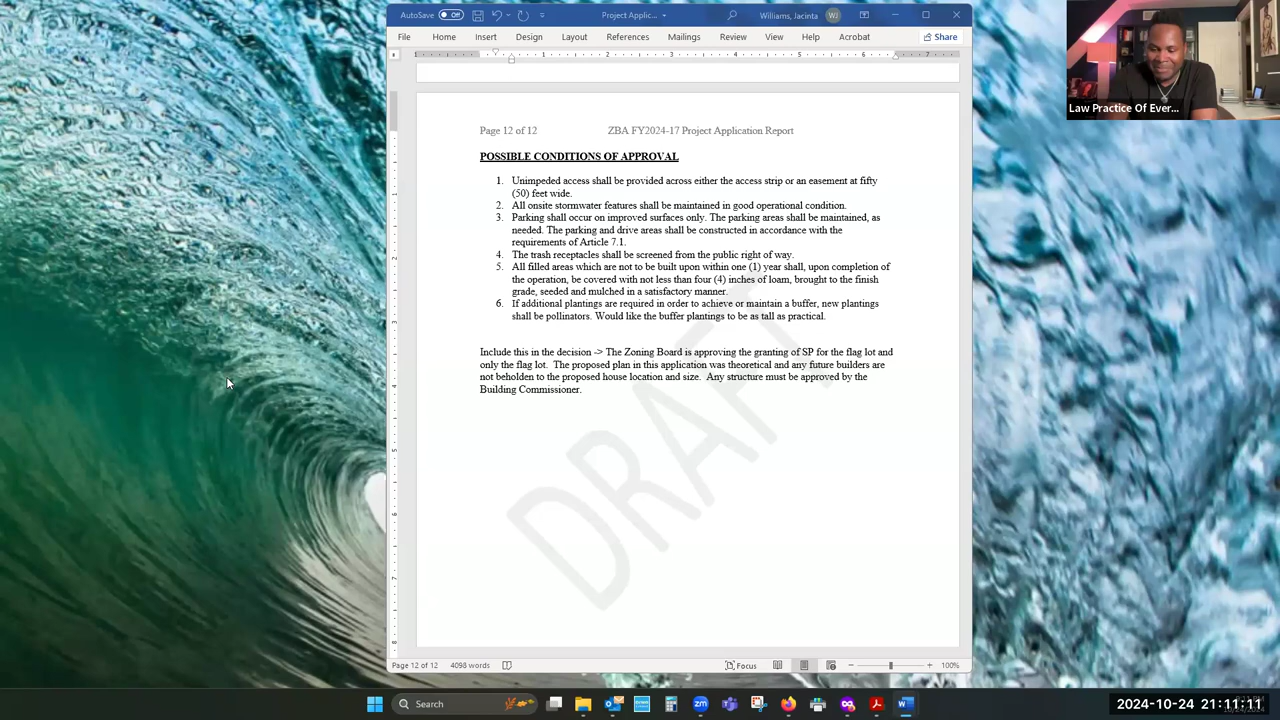 AutoSave Off Project Applic... Williams, Jacinta WJ
File Home Insert Design Layout References Mailings Review View Help Acrobat Share
Law Practice Of Ever...
Page 12 of 12 ZBA FY2024-17 Project Application Report
POSSIBLE CONDITIONS OF APPROVAL
1. Unimpeded access shall be provided across either the access strip or an easement at fifty
(50) feet wide.
2. All onsite stormwater features shall be maintained in good operational condition.
3. Parking shall occur on improved surfaces only. The parking areas shall be maintained, as
needed. The parking and drive areas shall be constructed in accordance with the
requirements of Article 7.1.
4. The trash receptacles shall be screened from the public right of way.
5. All filled areas which are not to be built upon within one (1) year shall, upon completion of
the operation, be covered with not less than four (4) inches of loam, brought to the finish
grade, seeded and mulched in a satisfactory manner.
6. If additional plantings are required in order to achieve or maintain a buffer, new plantings
shall be pollinators. Would like the buffer plantings to be as tall as practical.
Include this in the decision -> The Zoning Board is approving the granting of SP for the flag lot and
only the flag lot. The proposed plan in this application was theoretical and any future builders are
not beholden to the proposed house location and size. Any structure must be approved by the
Building Commissioner.
DRAFT
Page 12 of 12 4098 words Focus 100%
Search
2024-10-24 21:11:11